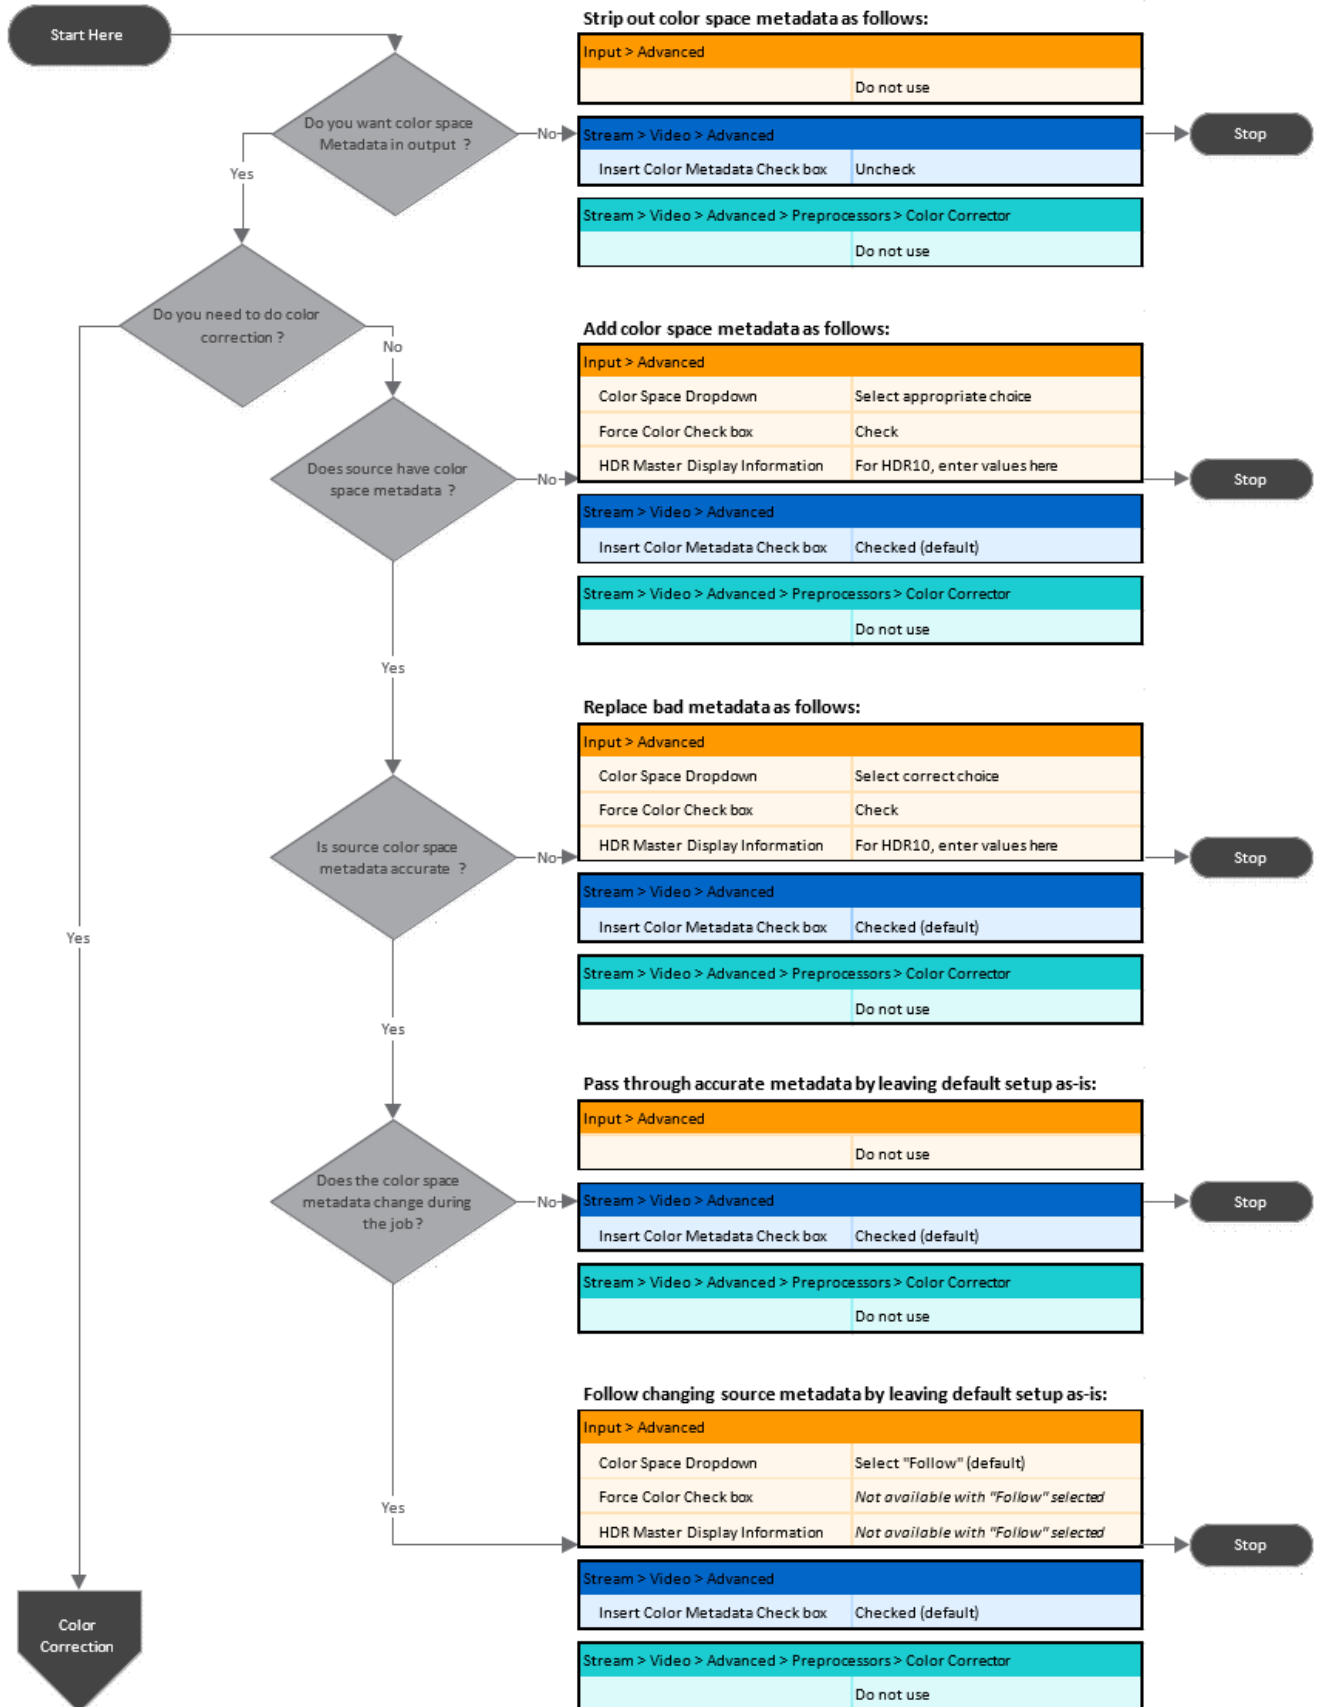 Start Here
Do you want color space
Metadata in output ?
No
Yes
Strip out color space metadata as follows:
Input > Advanced
Do not use
Stream > Video > Advanced
Insert Color Metadata Check box Uncheck
Stream > Video > Advanced > Preprocessors > Color Corrector
Do not use
Stop
Do you need to do color
correction ?
No
Yes
Does source have color
space metadata ?
No
Yes
Add color space metadata as follows:
Input > Advanced
Color Space Dropdown Select appropriate choice
Force Color Check box Check
HDR Master Display Information For HDR10, enter values here
Stream > Video > Advanced
Insert Color Metadata Check box Checked (default)
Stream > Video > Advanced > Preprocessors > Color Corrector
Do not use
Stop
Is source color space
metadata accurate ?
No
Yes
Replace bad metadata as follows:
Input > Advanced
Color Space Dropdown Select correct choice
Force Color Check box Check
HDR Master Display Information For HDR10, enter values here
Stream > Video > Advanced
Insert Color Metadata Check box Checked (default)
Stream > Video > Advanced > Preprocessors > Color Corrector
Do not use
Stop
Does the color space
metadata change during
the job ?
No
Yes
Pass through accurate metadata by leaving default setup as-is:
Input > Advanced
Do not use
Stream > Video > Advanced
Insert Color Metadata Check box Checked (default)
Stream > Video > Advanced > Preprocessors > Color Corrector
Do not use
Stop
Follow changing source metadata by leaving default setup as-is:
Input > Advanced
Color Space Dropdown Select "Follow" (default)
Force Color Check box Not available with "Follow" selected
HDR Master Display Information Not available with "Follow" selected
Stream > Video > Advanced
Insert Color Metadata Check box Checked (default)
Stream > Video > Advanced > Preprocessors > Color Corrector
Do not use
Stop
Color
Correction